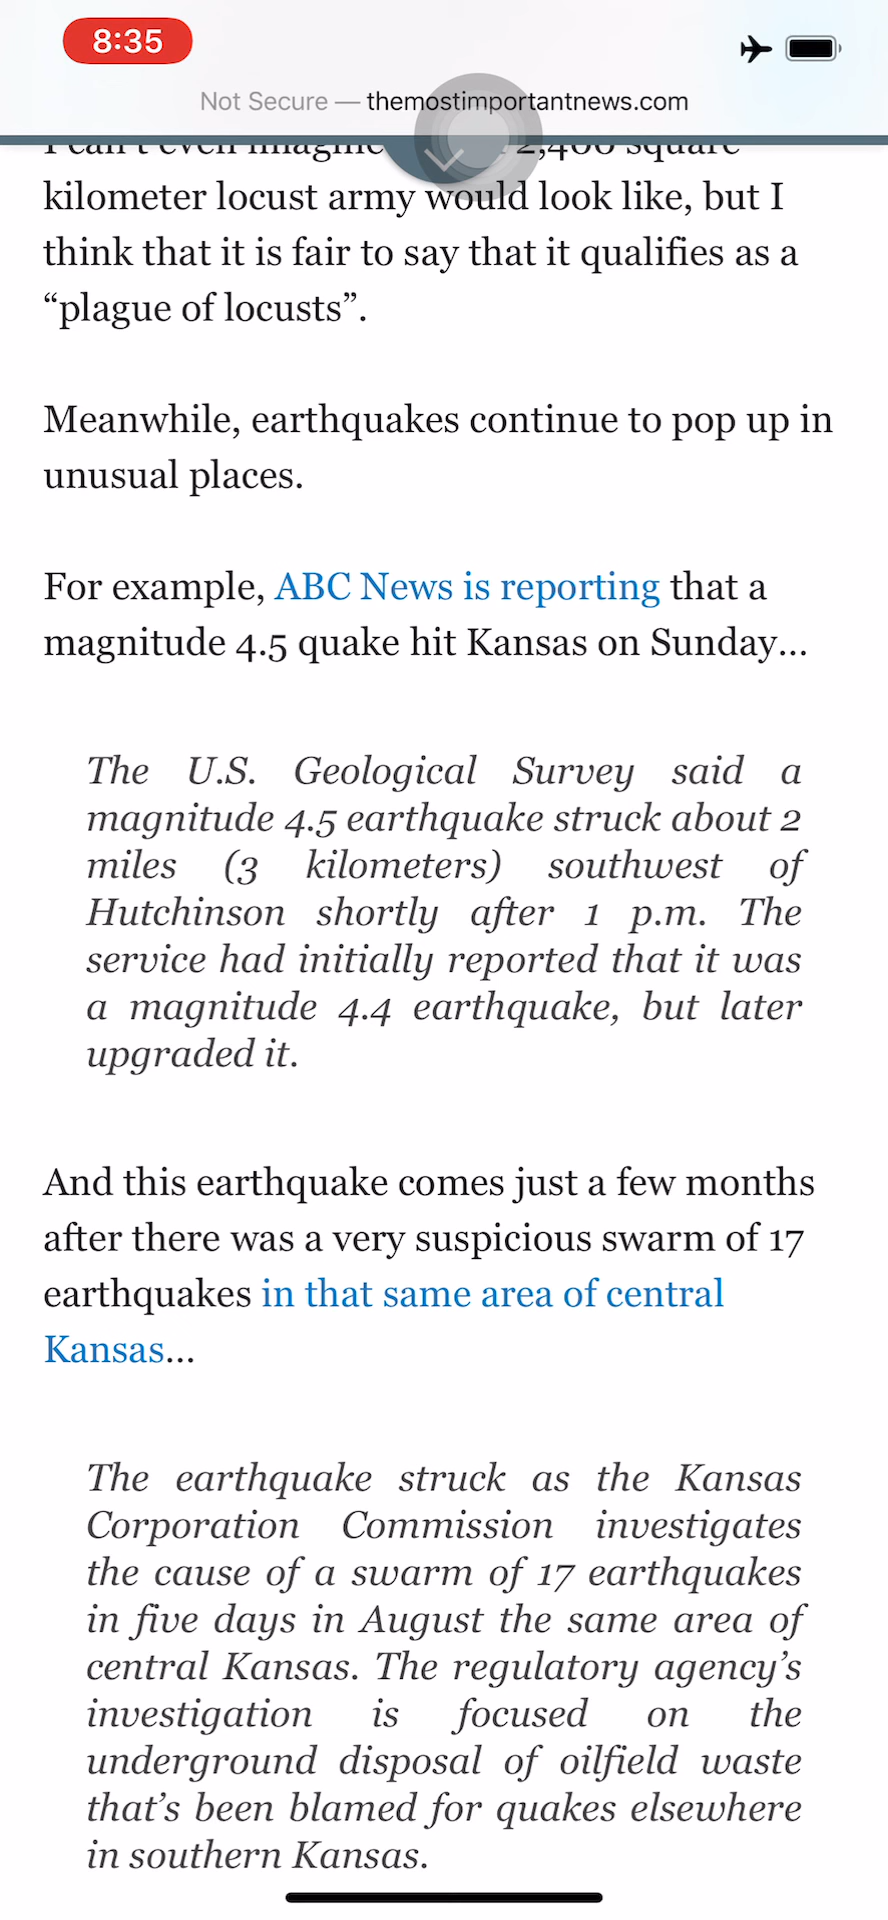 8:35
Not Secure — themostimportantnews.com
I can't even imagine 2,400 square
kilometer locust army would look like, but I
think that it is fair to say that it qualifies as a
“plague of locusts”.
Meanwhile, earthquakes continue to pop up in
unusual places.
For example, ABC News is reporting that a
magnitude 4.5 quake hit Kansas on Sunday…
The U.S. Geological Survey said a
magnitude 4.5 earthquake struck about 2
miles (3 kilometers) southwest of
Hutchinson shortly after 1 p.m. The
service had initially reported that it was
a magnitude 4.4 earthquake, but later
upgraded it.
And this earthquake comes just a few months
after there was a very suspicious swarm of 17
earthquakes in that same area of central
Kansas…
The earthquake struck as the Kansas
Corporation Commission investigates
the cause of a swarm of 17 earthquakes
in five days in August the same area of
central Kansas. The regulatory agency’s
investigation is focused on the
underground disposal of oilfield waste
that’s been blamed for quakes elsewhere
in southern Kansas.